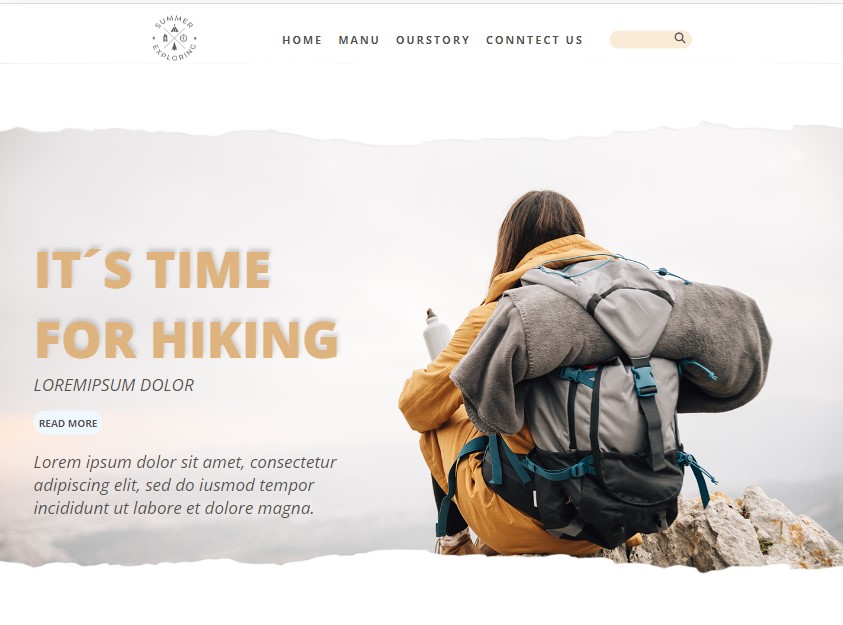 SUMMER
EXPLORING
HOME MANU OURSTORY CONNTECT US
IT´S TIME
FOR HIKING
LOREMIPSUM DOLOR
READ MORE
Lorem ipsum dolor sit amet, consectetur
adipiscing elit, sed do iusmod tempor
incididunt ut labore et dolore magna.